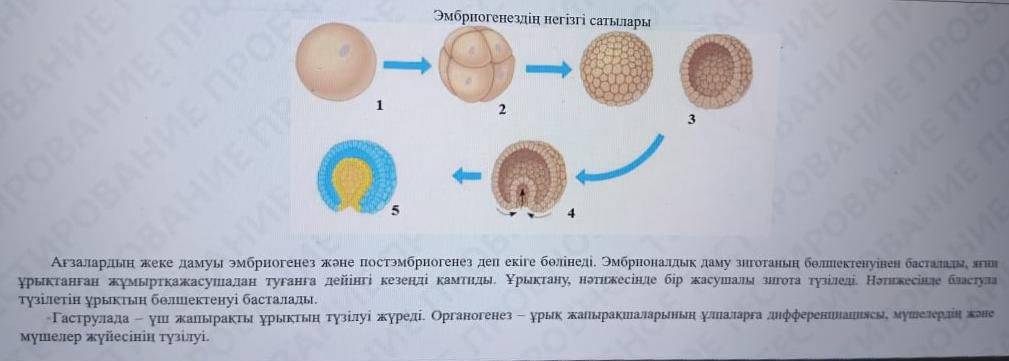 Эмбриогенездің негізгі сатылары
1
2
3
5
4
Ағзалардың жеке дамуы эмбриогенез және постэмбриогенез деп екіге бөлінеді. Эмбрионалдық даму зиготаның бөлшектенуінен басталады, яғни
ұрықтанған жұмыртқажасушадан туғанға дейінгі кезеңді қамтиды. Ұрықтану, нәтижесінде бір жасушалы зигота түзіледі. Нәтижесінде бластула
түзілетін ұрықтың бөлшектенуі басталады.
Гаструлада – үш жапырақты ұрықтың түзілуі жүреді. Органогенез – ұрық жапырақшаларының ұлпаларға дифференциациясы, мүшелердің және
мүшелер жүйесінің түзілуі.